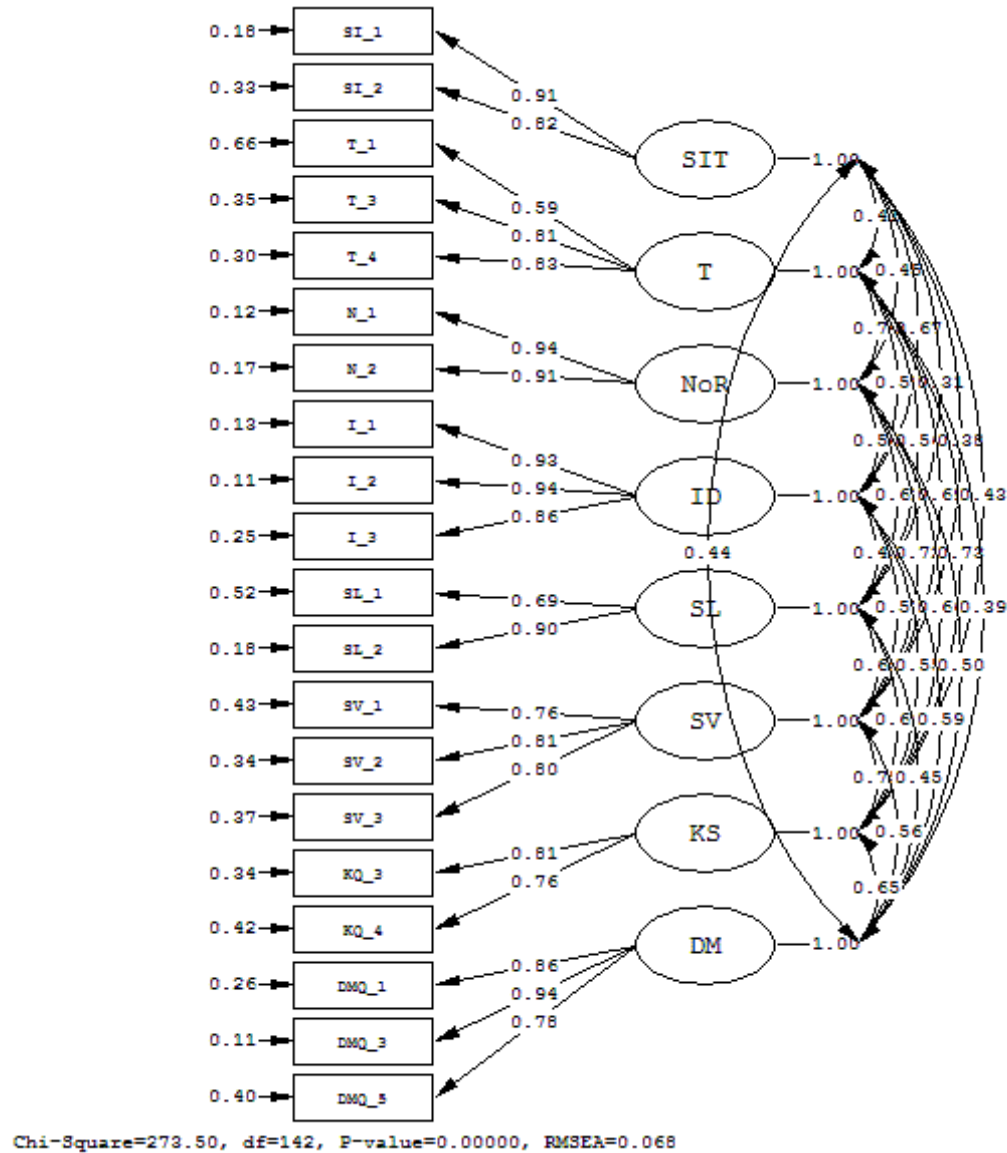 0.18 SI_1
0.33 SI_2
0.91
0.82
0.66 T_1
SIT 1.00
0.35 T_3
0.59
0.81
0.30 T_4
0.83
T 1.00 0.45
0.12 N_1
0.94
0.67
0.17 N_2
0.91
NoR 1.00 0.31
0.13 I_1
0.93
0.38
0.11 I_2
0.94
ID 1.00 0.43
0.86
0.25 I_3
0.44
0.73
0.52 SL_1
0.69
SL 1.00 0.39
0.18 SL_2
0.90
0.50
0.43 SV_1
0.76
SV 1.00 0.59
0.34 SV_2
0.81
0.80
0.45
0.37 SV_3
KS 1.00 0.56
0.34 KQ_3
0.81
0.76
0.65
0.42 KQ_4
DM 1.00
0.26 DMQ_1
0.86
0.94
0.78
0.11 DMQ_3
0.40 DMQ_5
Chi-Square=273.50, df=142, P-value=0.00000, RMSEA=0.068